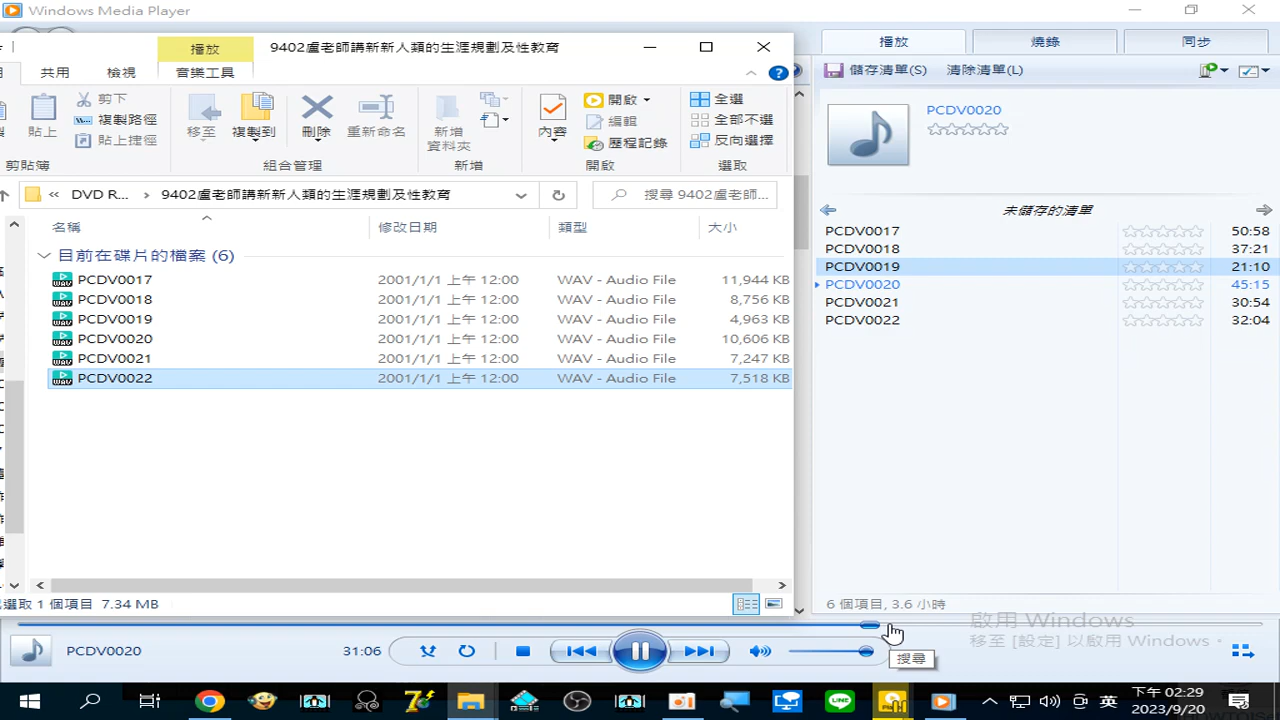 Windows Media Player
播放
9402盧老師講新新人類的生涯規劃及性教育
共用
檢視
音樂工具
貼上
剪下
複製路徑
貼上捷徑
剪貼簿
移至
複製到
刪除
重新命名
組合管理
新增
資料夾
新增
內容
開啟
編輯
歷程記錄
開啟
全選
全部不選
反向選擇
選取
« DVD R... › 9402盧老師講新新人類的生涯規劃及性教育
搜尋 9402盧老師...
名稱 修改日期 類型 大小
目前在碟片的檔案 (6)
PCDV0017 2001/1/1 上午 12:00 WAV - Audio File 11,944 KB
PCDV0018 2001/1/1 上午 12:00 WAV - Audio File 8,756 KB
PCDV0019 2001/1/1 上午 12:00 WAV - Audio File 4,963 KB
PCDV0020 2001/1/1 上午 12:00 WAV - Audio File 10,606 KB
PCDV0021 2001/1/1 上午 12:00 WAV - Audio File 7,247 KB
PCDV0022 2001/1/1 上午 12:00 WAV - Audio File 7,518 KB
選取 1 個項目 7.34 MB
播放 燒錄 同步
儲存清單(S) 清除清單(L)
PCDV0020
未儲存的清單
PCDV0017 50:58
PCDV0018 37:21
PCDV0019 21:10
PCDV0020 45:15
PCDV0021 30:54
PCDV0022 32:04
6 個項目, 3.6 小時
啟用 Windows
移至 [設定] 以啟用 Windows。
PCDV0020 31:06
搜尋
LINE
英
下午 02:29
2023/9/20